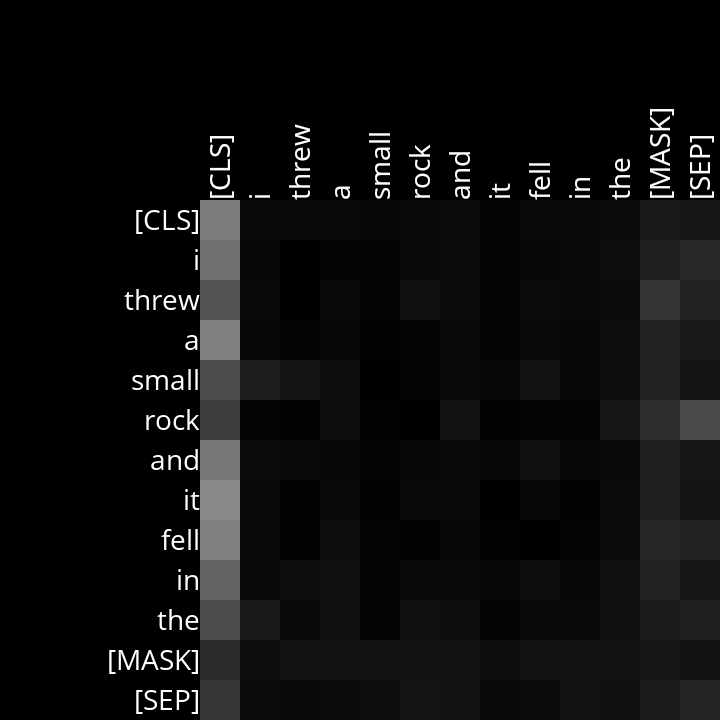 [CLS] i threw a small rock and it fell in the [MASK] [SEP]
[CLS]
i
threw
a
small
rock
and
it
fell
in
the
[MASK]
[SEP]